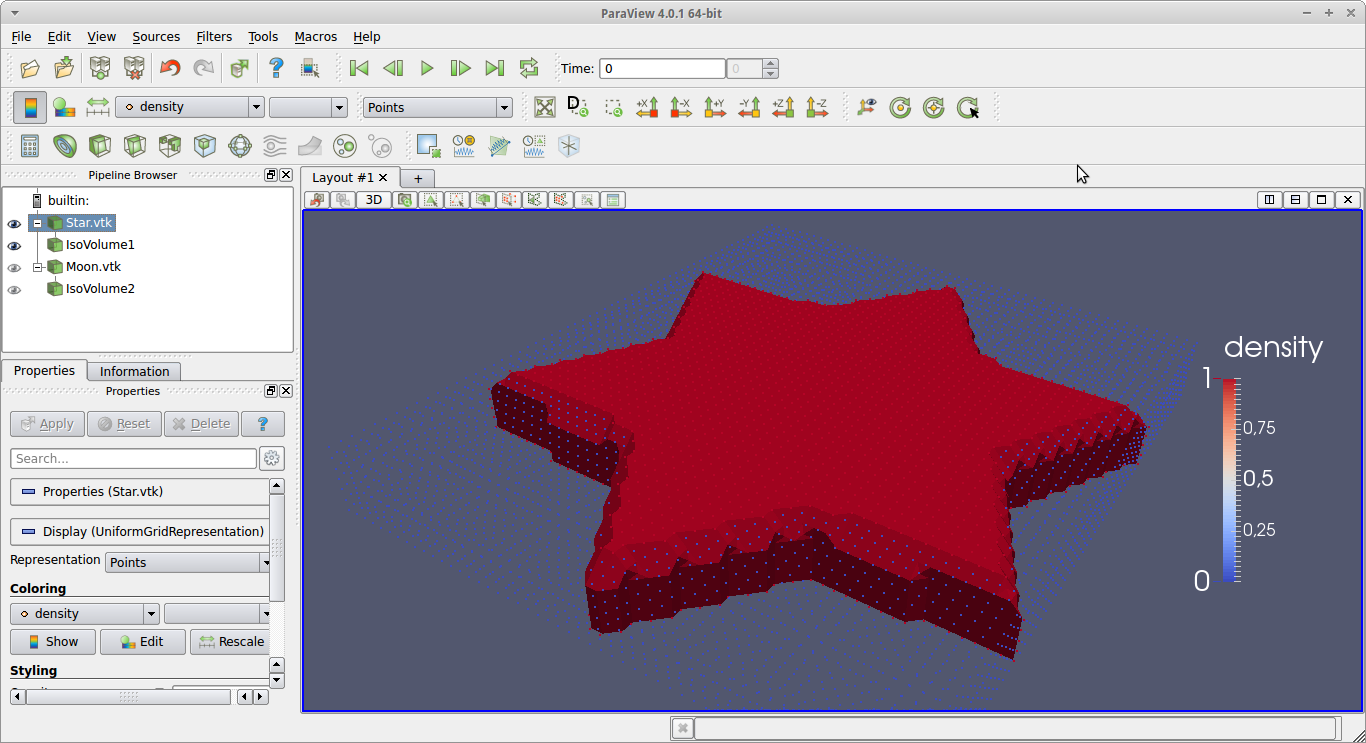 ParaView 4.0.1 64-bit
File Edit View Sources Filters Tools Macros Help
Time: 0 0
density Points
D +X -X +Y -Y +Z -Z
Pipeline Browser
Layout #1 +
3D
builtin:
Star.vtk
IsoVolume1
Moon.vtk
IsoVolume2
Properties Information
Properties
Apply Reset Delete ?
Search...
Properties (Star.vtk)
Display (UniformGridRepresentation)
Representation Points
Coloring
density
Show Edit Rescale
Styling
density
1
0,75
0,5
0,25
0